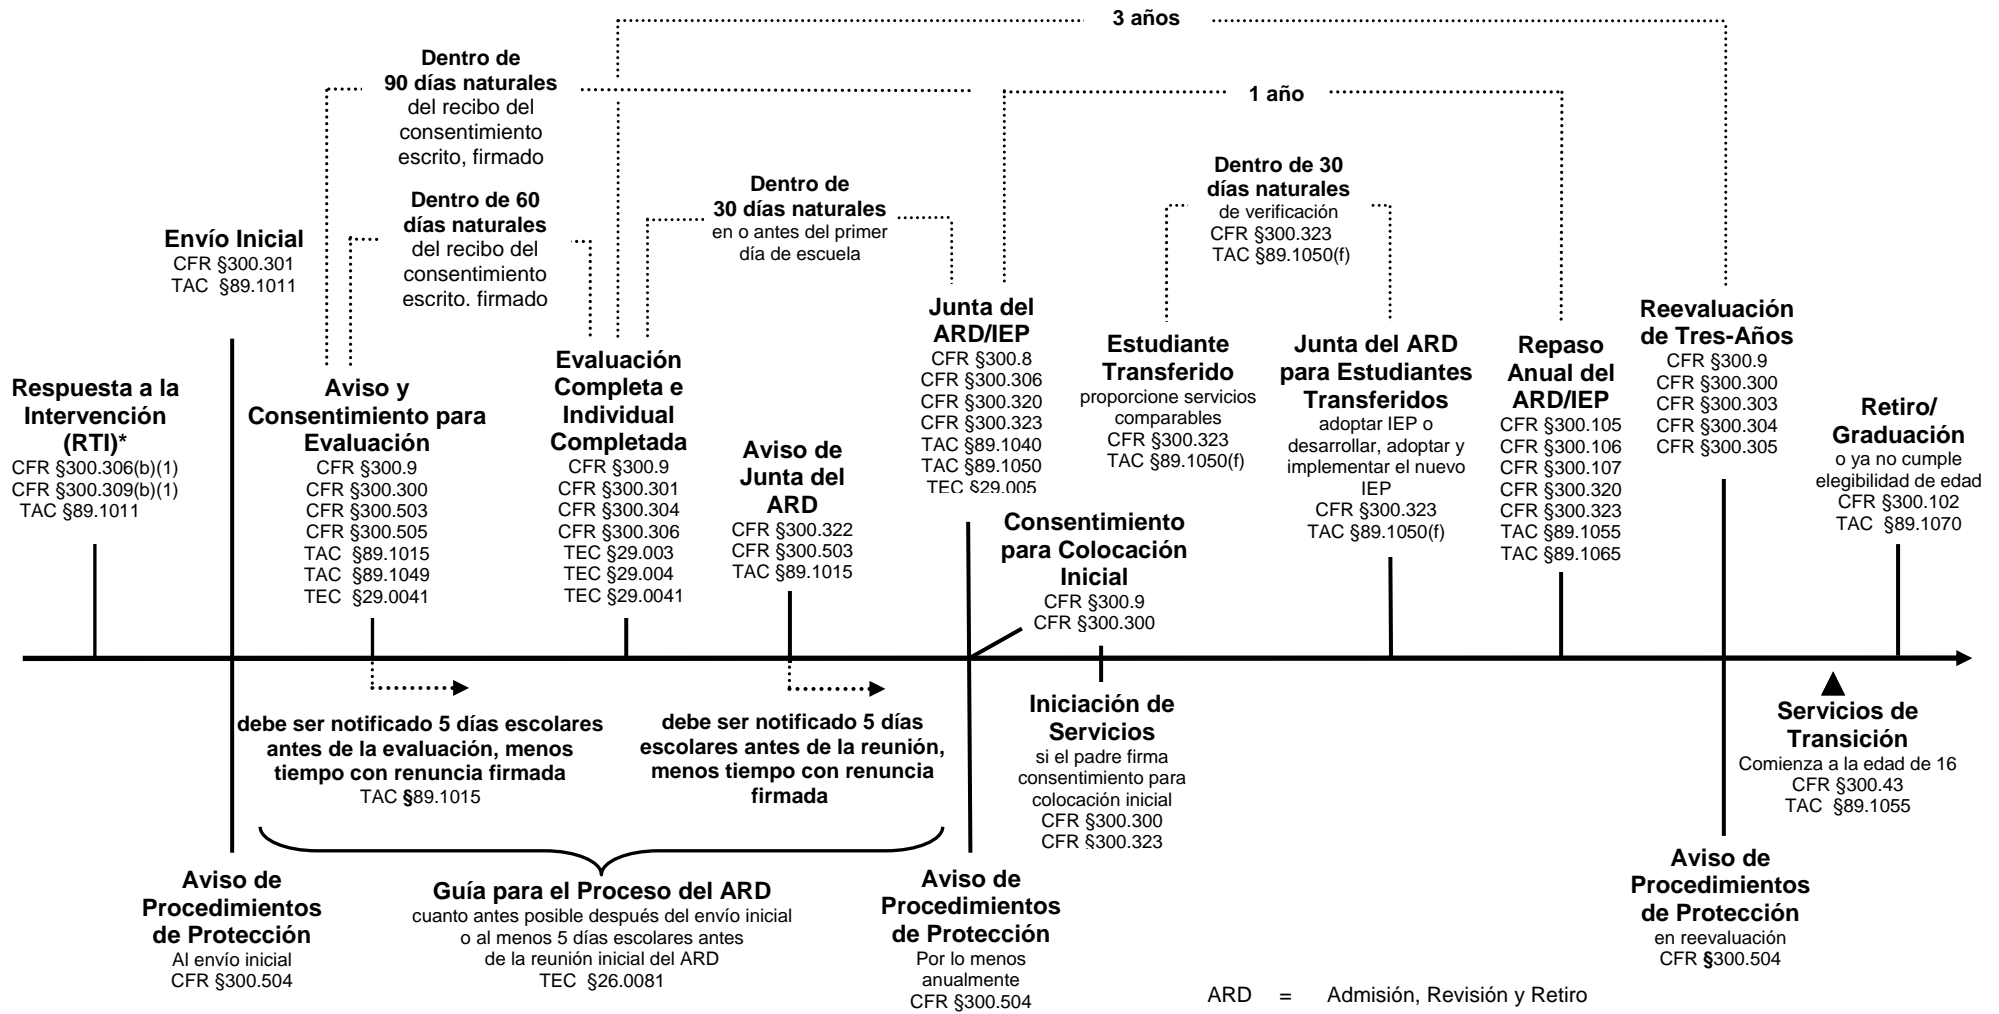 3 años
Dentro de
90 días naturales
del recibo del
consentimiento
escrito, firmado
1 año
Dentro de 60
días naturales
del recibo del
consentimiento
escrito. firmado
Dentro de
30 días naturales
en o antes del primer
día de escuela
Dentro de 30
días naturales
de verificación
CFR §300.323
TAC §89.1050(f)
Respuesta a la
Intervención
(RTI)*
CFR §300.306(b)(1)
CFR §300.309(b)(1)
TAC §89.1011
Envío Inicial
CFR §300.301
TAC §89.1011
Aviso y
Consentimiento para
Evaluación
CFR §300.9
CFR §300.300
CFR §300.503
CFR §300.505
TAC §89.1015
TAC §89.1049
TEC §29.0041
Evaluación
Completa e
Individual
Completada
CFR §300.9
CFR §300.301
CFR §300.304
CFR §300.306
TEC §29.003
TEC §29.004
TEC §29.0041
Aviso de
Junta del
ARD
CFR §300.322
CFR §300.503
TAC §89.1015
Junta del
ARD/IEP
CFR §300.8
CFR §300.306
CFR §300.320
CFR §300.323
TAC §89.1040
TAC §89.1050
TEC §29.005
Consentimiento
para Colocación
Inicial
CFR §300.9
CFR §300.300
Estudiante
Transferido
proporcione servicios
comparables
CFR §300.323
TAC §89.1050(f)
Junta del ARD
para Estudiantes
Transferidos
adoptar IEP o
desarrollar, adoptar y
implementar el nuevo
IEP
CFR §300.323
TAC §89.1050(f)
Repaso
Anual del
ARD/IEP
CFR §300.105
CFR §300.106
CFR §300.107
CFR §300.320
CFR §300.323
TAC §89.1055
TAC §89.1065
Reevaluación
de Tres-Años
CFR §300.9
CFR §300.300
CFR §300.303
CFR §300.304
CFR §300.305
Retiro/
Graduación
o ya no cumple
elegibilidad de edad
CFR §300.102
TAC §89.1070
debe ser notificado 5 días escolares
antes de la evaluación, menos
tiempo con renuncia firmada
TAC §89.1015
debe ser notificado 5 días
escolares antes de la reunión,
menos tiempo con renuncia
firmada
Iniciación de
Servicios
si el padre firma
consentimiento para
colocación inicial
CFR §300.300
CFR §300.323
Servicios de
Transición
Comienza a la edad de 16
CFR §300.43
TAC §89.1055
Aviso de
Procedimientos
de Protección
Al envío inicial
CFR §300.504
Guía para el Proceso del ARD
cuanto antes posible después del envío inicial
o al menos 5 días escolares antes
de la reunión inicial del ARD
TEC §26.0081
Aviso de
Procedimientos
de Protección
Por lo menos
anualmente
CFR §300.504
Aviso de
Procedimientos
de Protección
en reevaluación
CFR §300.504
ARD = Admisión, Revisión y Retiro